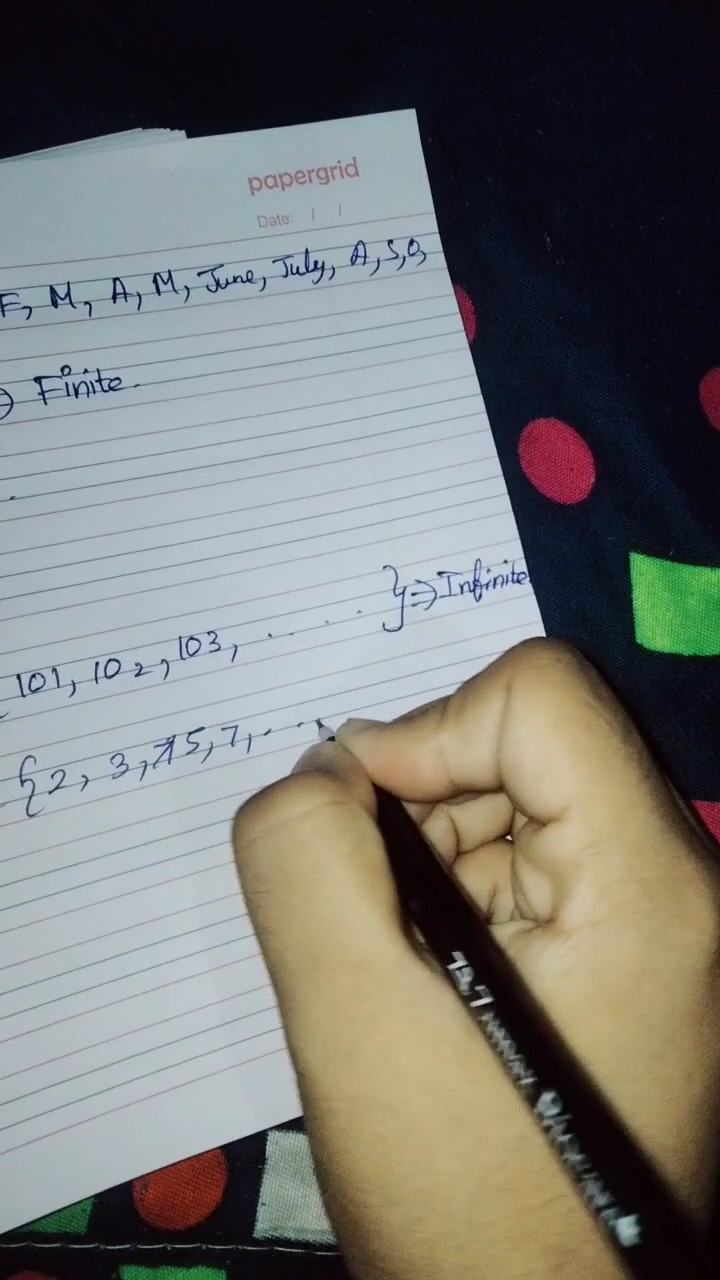 papergrid
Date: / /
F, M, A, M, June, July, A, S, O,
⇒ Finite.
101, 102, 103, . . . . . } ⇒ Infinite
{2, 3, 5, 7, . . .